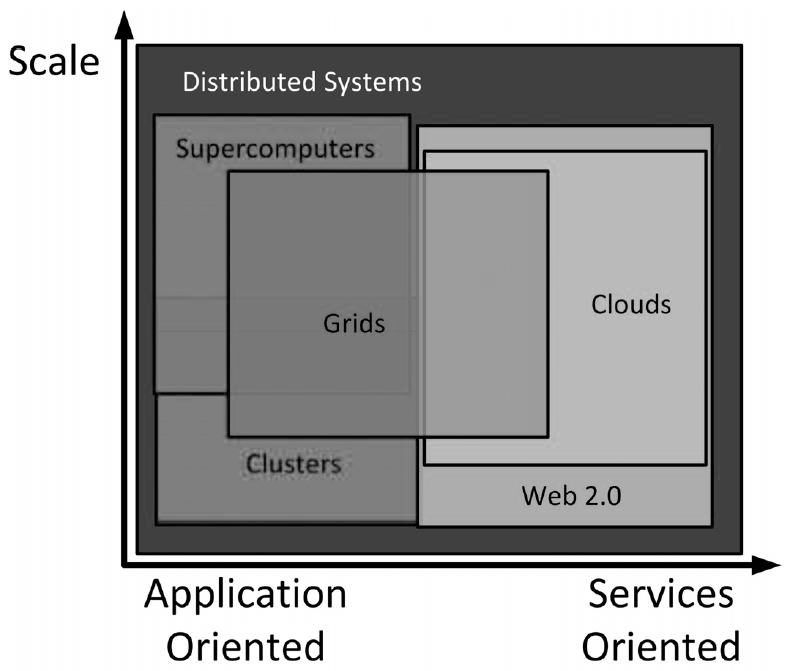 Scale
Distributed Systems
Supercomputers
Grids
Clouds
Clusters
Web 2.0
Application
Oriented
Services
Oriented